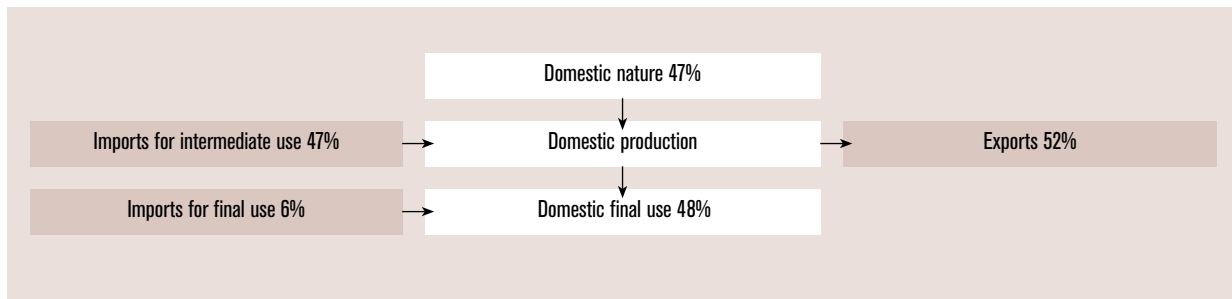 Domestic nature 47%
Imports for intermediate use 47%
Domestic production
Exports 52%
Imports for final use 6%
Domestic final use 48%